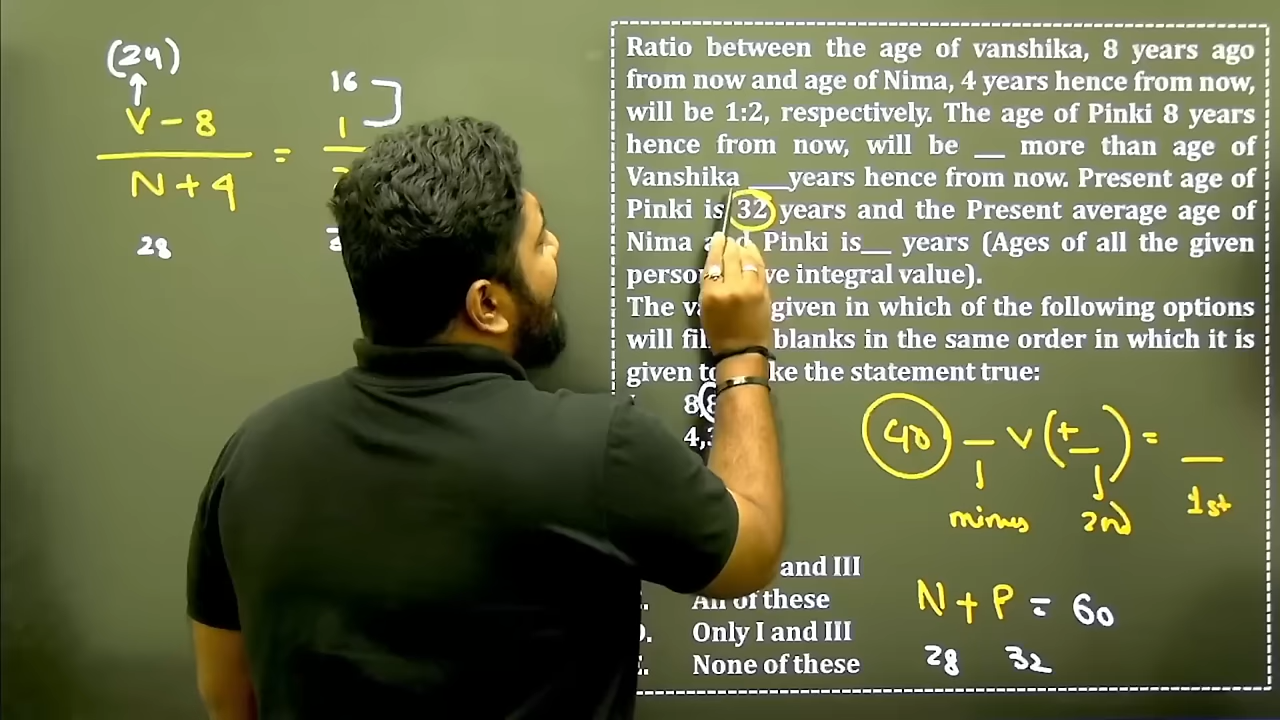 (24)
V - 8
N + 4
=
1
16
28
Ratio between the age of vanshika, 8 years ago
from now and age of Nima, 4 years hence from now,
will be 1:2, respectively. The age of Pinki 8 years
hence from now, will be __ more than age of
Vanshika ___years hence from now. Present age of
Pinki is 32 years and the Present average age of
Nima Pinki is__ years (Ages of all the given
integral value).
The given in which of the following options
will blanks in the same order in which it is
given the statement true:
8,
4,
and III
All of these
Only I and III
None of these
40 _ V (+ _) = _
minus 2nd 1st
N + P = 60
28 32